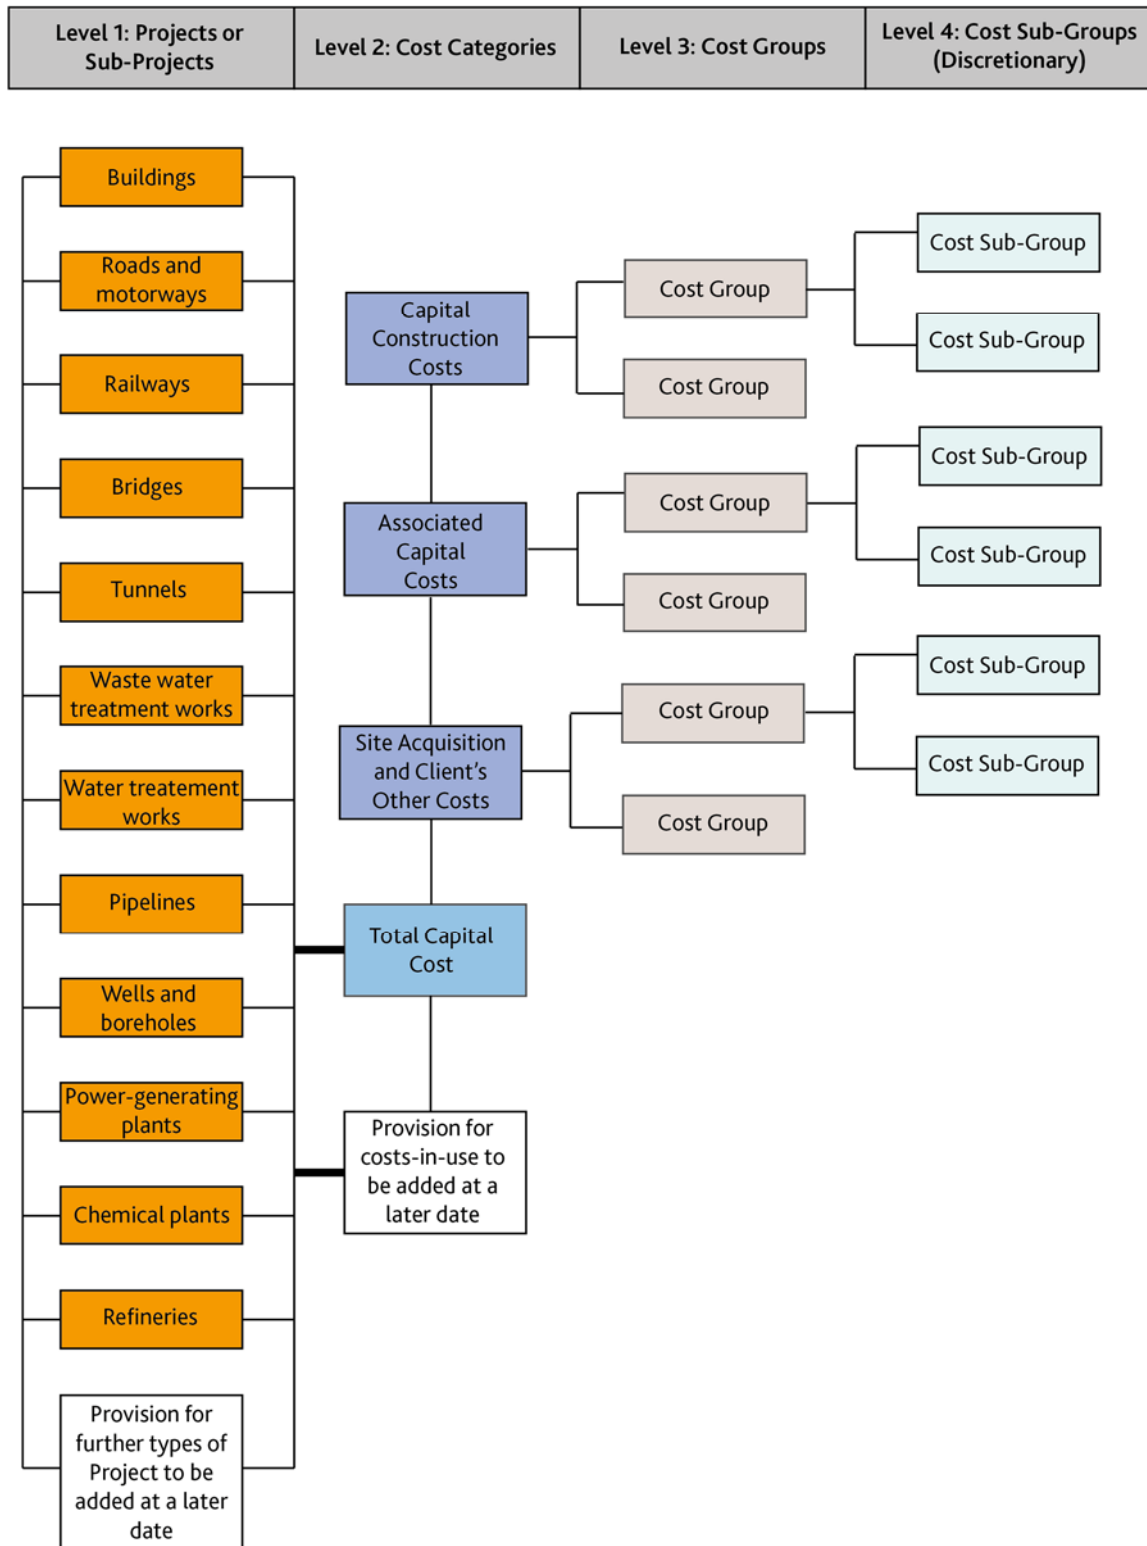 Level 1: Projects or
Sub-Projects
Level 2: Cost Categories
Level 3: Cost Groups
Level 4: Cost Sub-Groups
(Discretionary)
Buildings
Roads and
motorways
Railways
Bridges
Tunnels
Waste water
treatment works
Water treatement
works
Pipelines
Wells and
boreholes
Power-generating
plants
Chemical plants
Refineries
Provision for
further types of
Project to be
added at a later
date
Capital
Construction
Costs
Associated
Capital
Costs
Site Acquisition
and Client's
Other Costs
Total Capital
Cost
Provision for
costs-in-use to
be added at a
later date
Cost Group
Cost Group
Cost Group
Cost Group
Cost Group
Cost Group
Cost Sub-Group
Cost Sub-Group
Cost Sub-Group
Cost Sub-Group
Cost Sub-Group
Cost Sub-Group